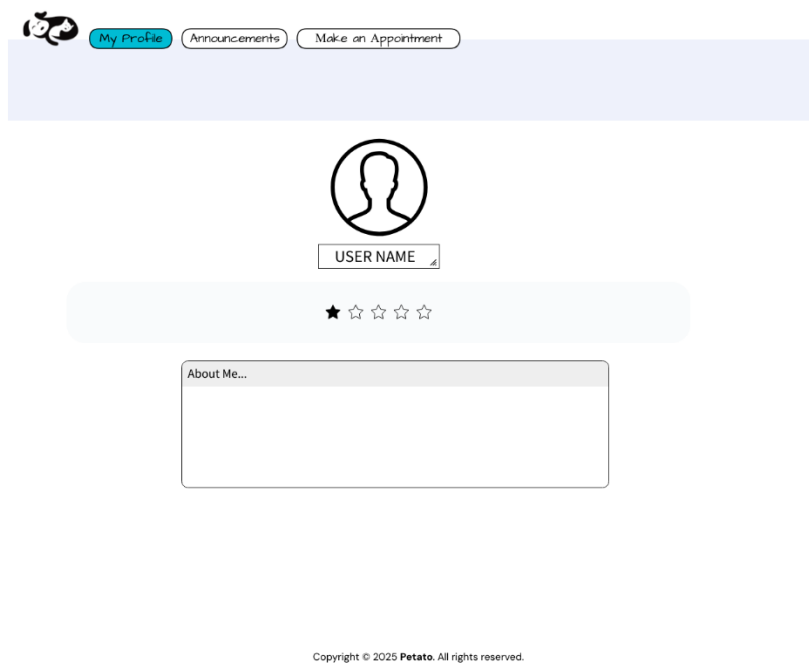 My Profile
Announcements
Make an Appointment
USER NAME
About Me...
Copyright © 2025 Petato. All rights reserved.